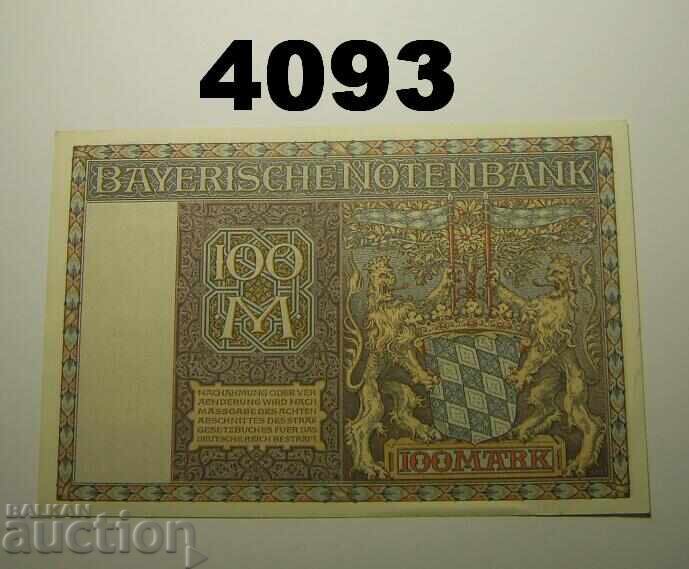 4093
BAYERISCHE NOTENBANK
100
M
NACHAHMUNG ODER VER
AENDERUNG WIRD NACH
MASSGABE DES ACHTEN
ABSCHNITTES DES STRAF
GESETZBUCHES FUER DAS
DEUTSCHE REICH BESTRAFT
100 MARK
BALKAN
auction